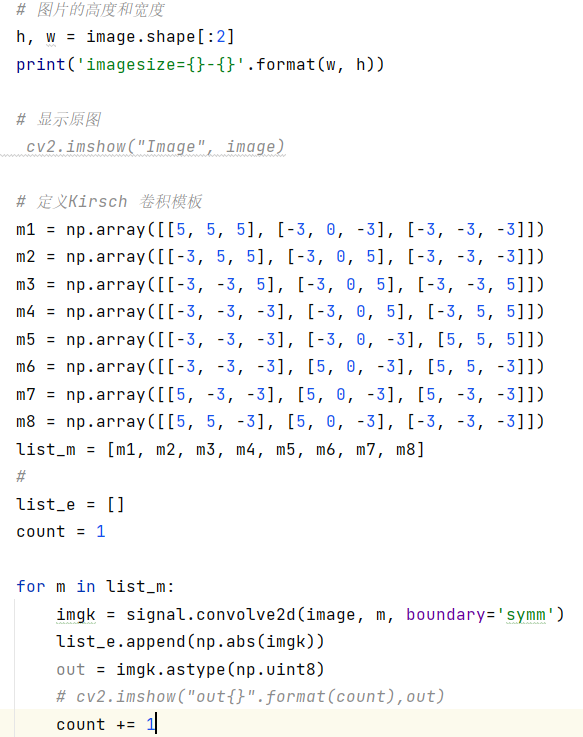 # 图片的高度和宽度
h, w = image.shape[:2]
print('imagesize={}-{}'.format(w, h))
# 显示原图
cv2.imshow("Image", image)
# 定义Kirsch 卷积模板
m1 = np.array([[5, 5, 5], [-3, 0, -3], [-3, -3, -3]])
m2 = np.array([[-3, 5, 5], [-3, 0, 5], [-3, -3, -3]])
m3 = np.array([[-3, -3, 5], [-3, 0, 5], [-3, -3, 5]])
m4 = np.array([[-3, -3, -3], [-3, 0, 5], [-3, 5, 5]])
m5 = np.array([[-3, -3, -3], [-3, 0, -3], [5, 5, 5]])
m6 = np.array([[-3, -3, -3], [5, 0, -3], [5, 5, -3]])
m7 = np.array([[5, -3, -3], [5, 0, -3], [5, -3, -3]])
m8 = np.array([[5, 5, -3], [5, 0, -3], [-3, -3, -3]])
list_m = [m1, m2, m3, m4, m5, m6, m7, m8]
#
list_e = []
count = 1
for m in list_m:
imgk = signal.convolve2d(image, m, boundary='symm')
list_e.append(np.abs(imgk))
out = imgk.astype(np.uint8)
# cv2.imshow("out{}".format(count),out)
count += 1